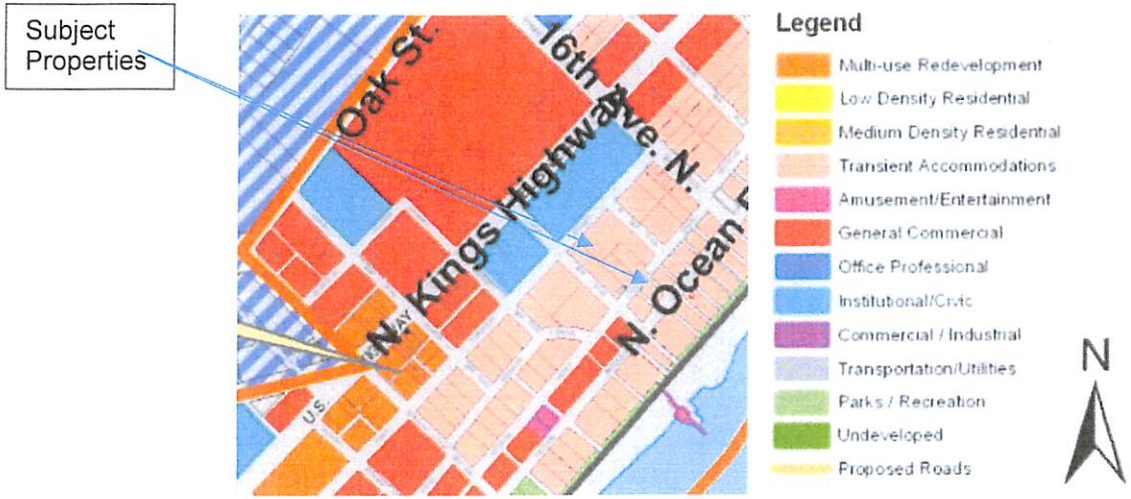 Subject
Properties
Oak St.
16th Ave. N.
N. Kings Highway
N. Ocean
U.S.
WAY
Legend
Multi-use Redevelopment
Low Density Residential
Medium Density Residential
Transient Accommodations
Amusement/Entertainment
General Commercial
Office Professional
Institutional/Civic
Commercial / Industrial
Transportation/Utilities
Parks / Recreation
Undeveloped
Proposed Roads
N